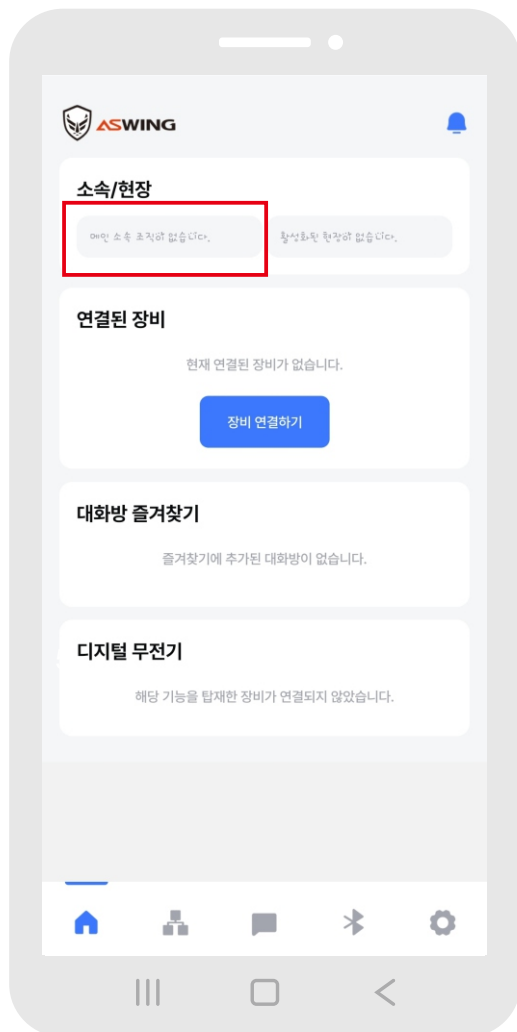 ASWING
소속/현장
메인 소속 조직이 없습니다. 활성화된 현장이 없습니다.
연결된 장비
현재 연결된 장비가 없습니다.
장비 연결하기
대화방 즐겨찾기
즐겨찾기에 추가된 대화방이 없습니다.
디지털 무전기
해당 기능을 탑재한 장비가 연결되지 않았습니다.